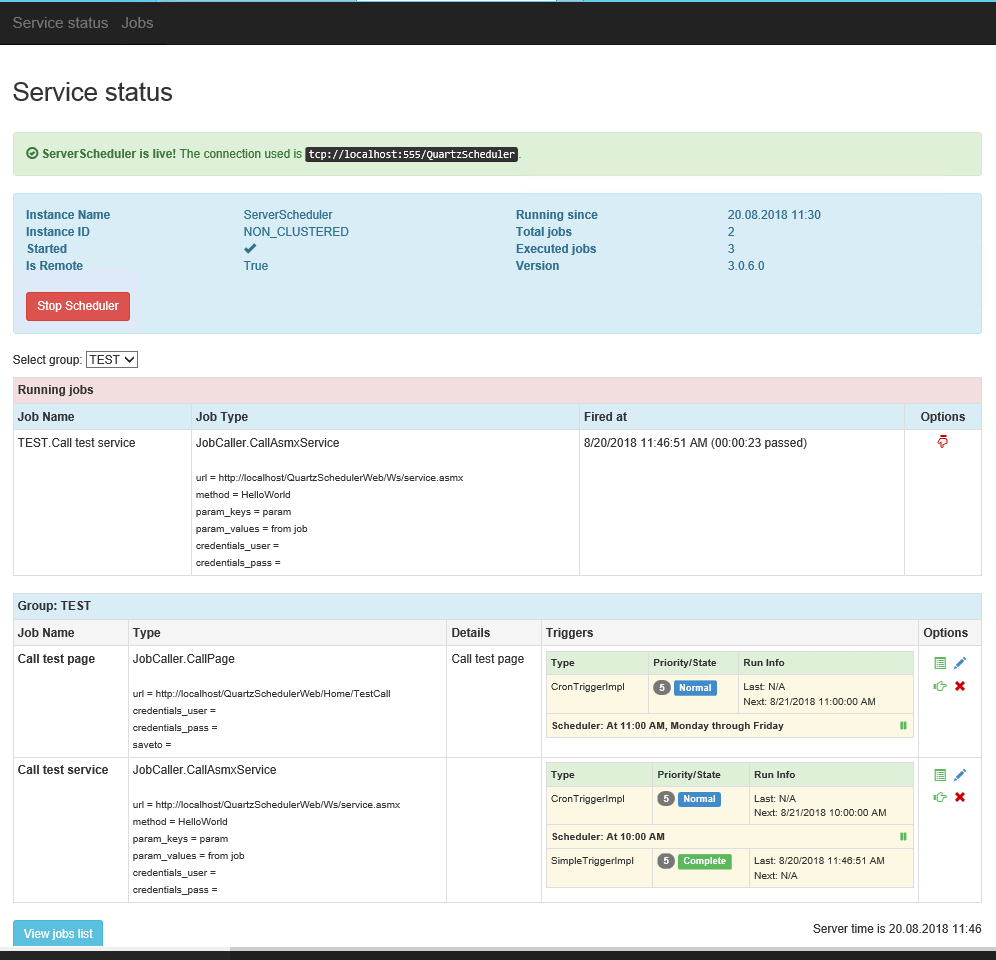 Service status Jobs
Service status
ServerScheduler is live! The connection used is tcp://localhost:555/QuartzScheduler.
Instance Name ServerScheduler Running since 20.08.2018 11:30
Instance ID NON_CLUSTERED Total jobs 2
Started Executed jobs 3
Is Remote True Version 3.0.6.0
Stop Scheduler
Select group: TEST
Running jobs
Job Name Job Type Fired at Options
TEST.Call test service JobCaller.CallAsmxService 8/20/2018 11:46:51 AM (00:00:23 passed)
url = http://localhost/QuartzSchedulerWeb/Ws/service.asmx
method = HelloWorld
param_keys = param
param_values = from job
credentials_user =
credentials_pass =
Group: TEST
Job Name Type Details Triggers Options
Call test page JobCaller.CallPage Call test page
Type Priority/State Run Info
url = http://localhost/QuartzSchedulerWeb/Home/TestCall
credentials_user =
credentials_pass =
saveto =
CronTriggerImpl 5 Normal Last: N/A
Next: 8/21/2018 11:00:00 AM
Scheduler: At 11:00 AM, Monday through Friday
Call test service JobCaller.CallAsmxService
url = http://localhost/QuartzSchedulerWeb/Ws/service.asmx
method = HelloWorld
param_keys = param
param_values = from job
credentials_user =
credentials_pass =
Type Priority/State Run Info
CronTriggerImpl 5 Normal Last: N/A
Next: 8/21/2018 10:00:00 AM
Scheduler: At 10:00 AM
SimpleTriggerImpl 5 Complete Last: 8/20/2018 11:46:51 AM
Next: N/A
View jobs list
Server time is 20.08.2018 11:46